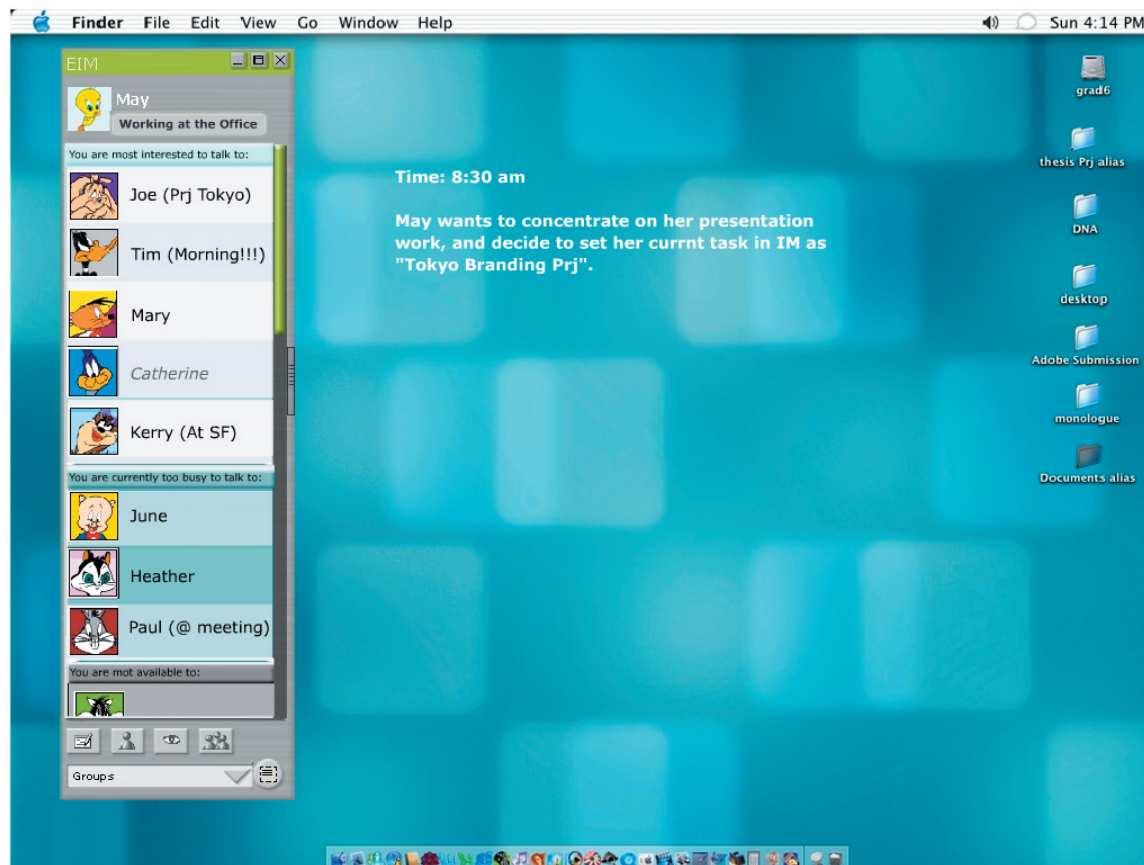 Finder File Edit View Go Window Help
Sun 4:14 PM
EIM
May
Working at the Office
You are most interested to talk to:
Joe (Prj Tokyo)
Tim (Morning!!!)
Mary
Catherine
Kerry (At SF)
You are currently too busy to talk to:
June
Heather
Paul (@ meeting)
You are mot available to:
Groups
Time: 8:30 am
May wants to concentrate on her presentation
work, and decide to set her currnt task in IM as
"Tokyo Branding Prj".
grad6
thesis Prj alias
DNA
desktop
Adobe Submission
monologue
Documents alias